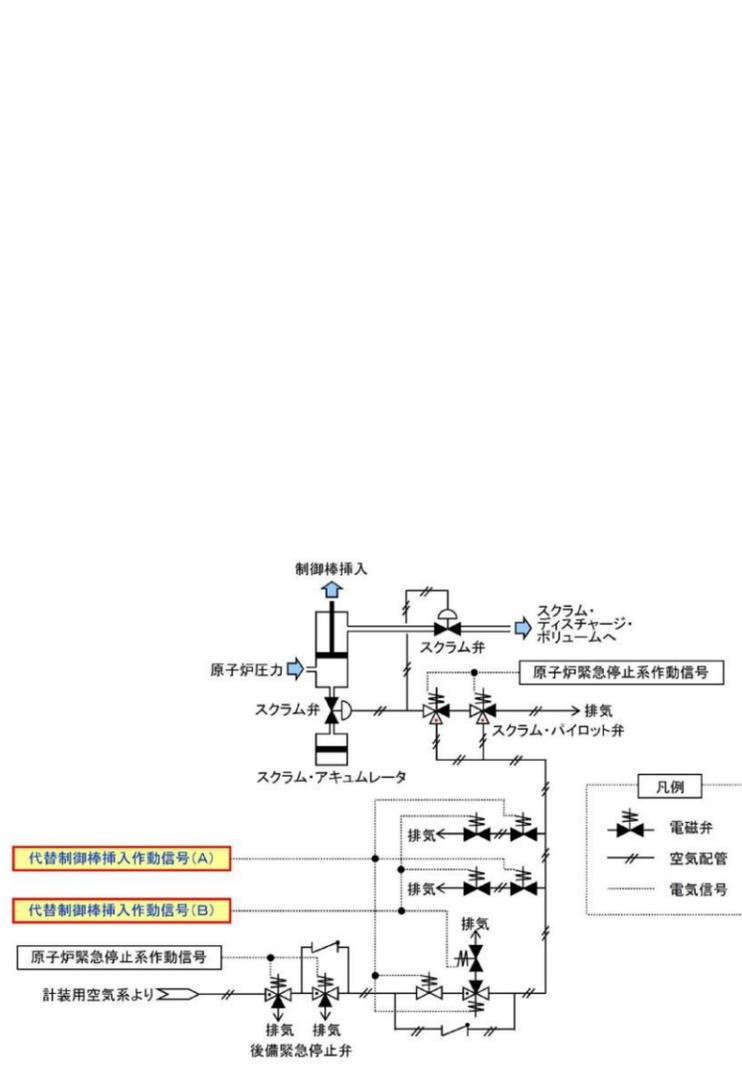 制御棒挿入
スクラム・
ディスチャージ・
ボリュームへ
スクラム弁
原子炉圧力
原子炉緊急停止系作動信号
スクラム弁
排気
スクラム・パイロット弁
スクラム・アキュムレータ
凡例
電磁弁
空気配管
電気信号
排気
代替制御棒挿入作動信号(A)
排気
代替制御棒挿入作動信号(B)
排気
原子炉緊急停止系作動信号
計装用空気系より
排気
排気
後備緊急停止弁